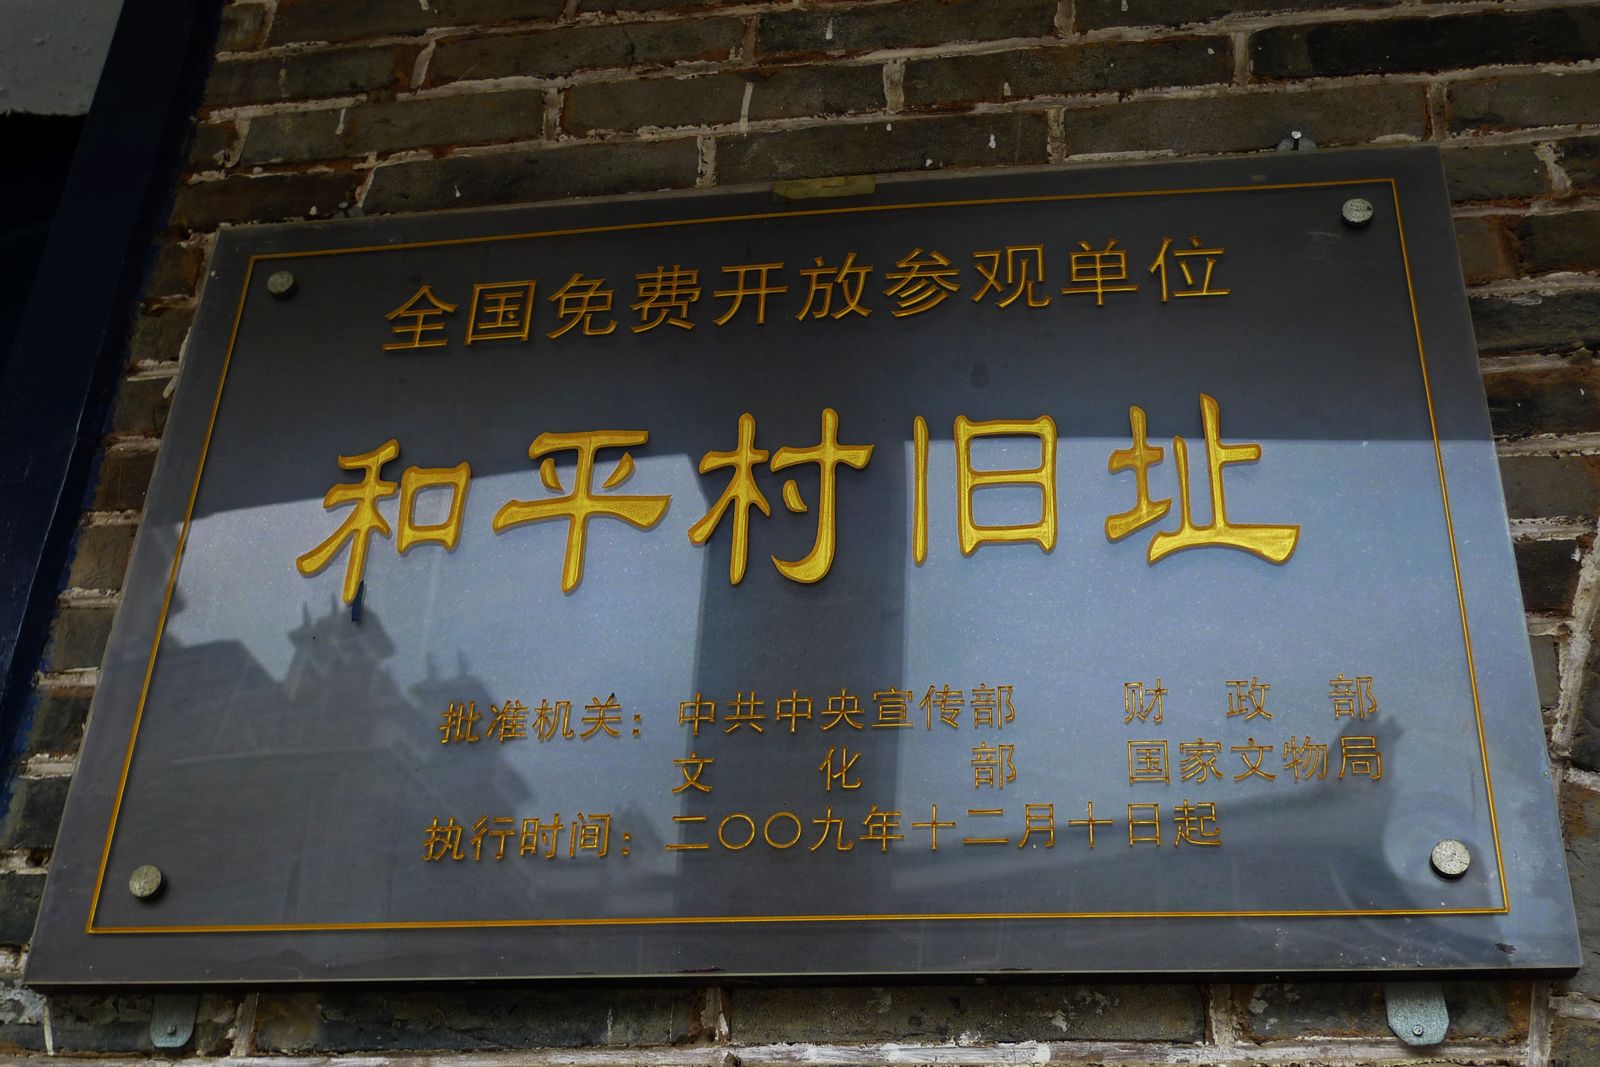 全国免费开放参观单位
和平村旧址
批准机关：中共中央宣传部 财政部
文化部 国家文物局
执行时间：二〇〇九年十二月十日起